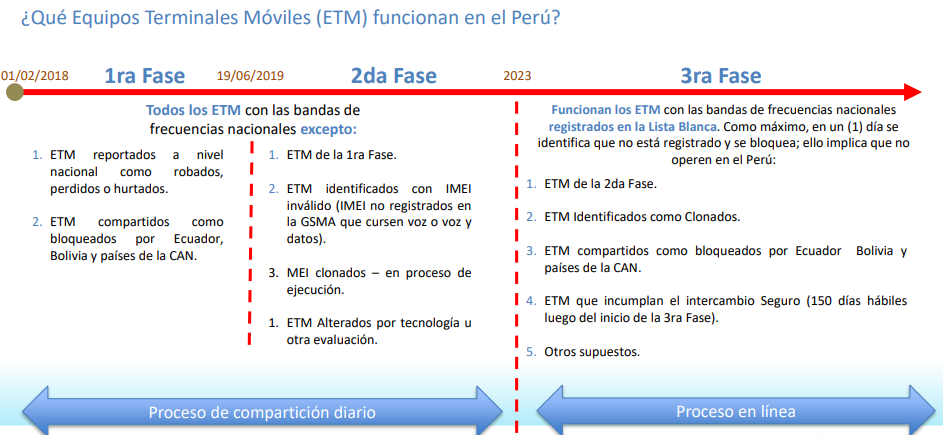 ¿Qué Equipos Terminales Móviles (ETM) funcionan en el Perú?
01/02/2018
1ra Fase
19/06/2019
2da Fase
2023
3ra Fase
Todos los ETM con las bandas de
frecuencias nacionales excepto:
1. ETM reportados a nivel
nacional como robados,
perdidos o hurtados.
2. ETM compartidos como
bloqueados por Ecuador,
Bolivia y países de la CAN.
1. ETM de la 1ra Fase.
2. ETM identificados con IMEI
inválido (IMEI no registrados en
la GSMA que cursen voz o voz y
datos).
3. MEI clonados – en proceso de
ejecución.
1. ETM Alterados por tecnología u
otra evaluación.
Funcionan los ETM con las bandas de frecuencias nacionales
registrados en la Lista Blanca. Como máximo, en un (1) día se
identifica que no está registrado y se bloquea; ello implica que no
operen en el Perú:
1. ETM de la 2da Fase.
2. ETM Identificados como Clonados.
3. ETM compartidos como bloqueados por Ecuador Bolivia y
países de la CAN.
4. ETM que incumplan el intercambio Seguro (150 días hábiles
luego del inicio de la 3ra Fase).
5. Otros supuestos.
Proceso de compartición diario
Proceso en línea